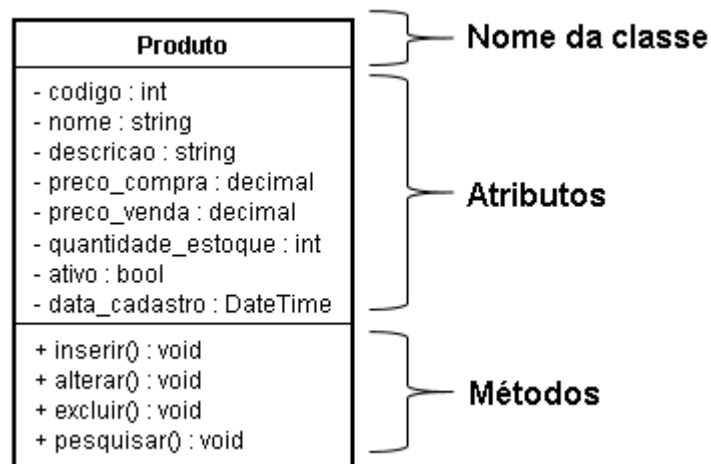 Produto
Nome da classe
- codigo : int
- nome : string
- descricao : string
- preco_compra : decimal
- preco_venda : decimal
- quantidade_estoque : int
- ativo : bool
- data_cadastro : DateTime
Atributos
+ inserir() : void
+ alterar() : void
+ excluir() : void
+ pesquisar() : void
Métodos